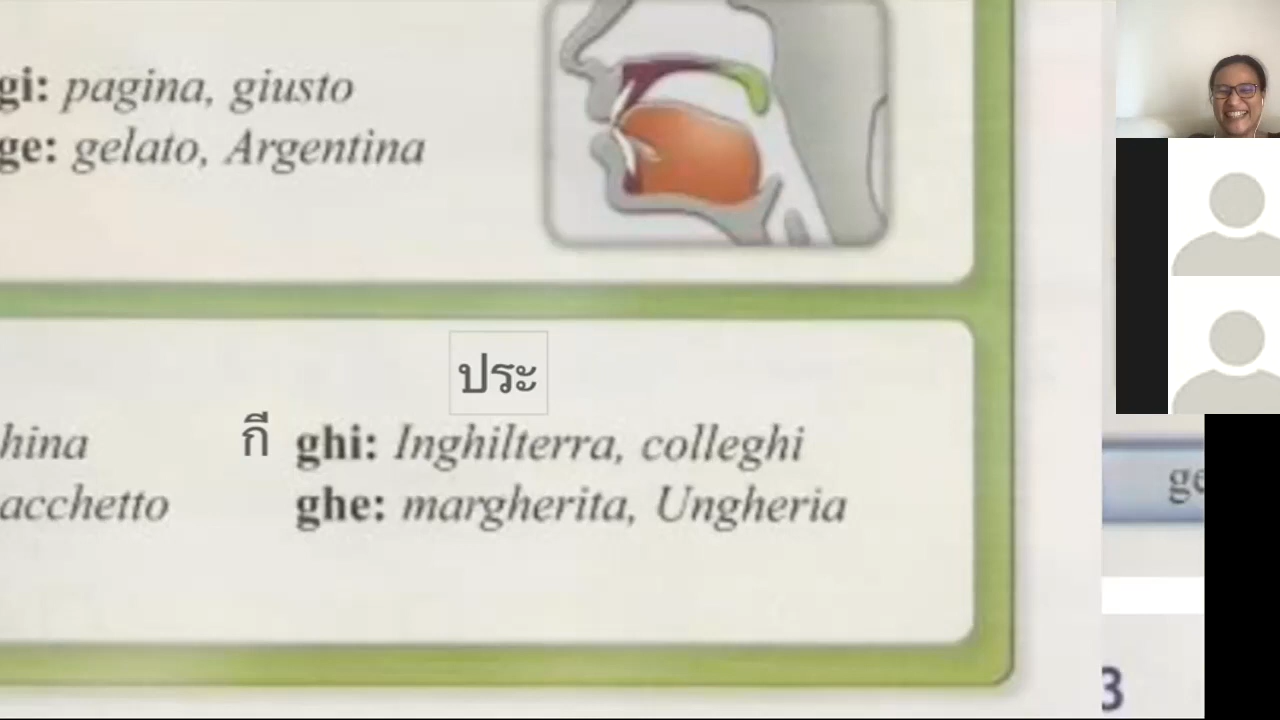 gi: pagina, giusto
ge: gelato, Argentina
ประ
hina
กี ghi: Inghilterra, colleghi
acchetto
ghe: margherita, Ungheria
ge
3